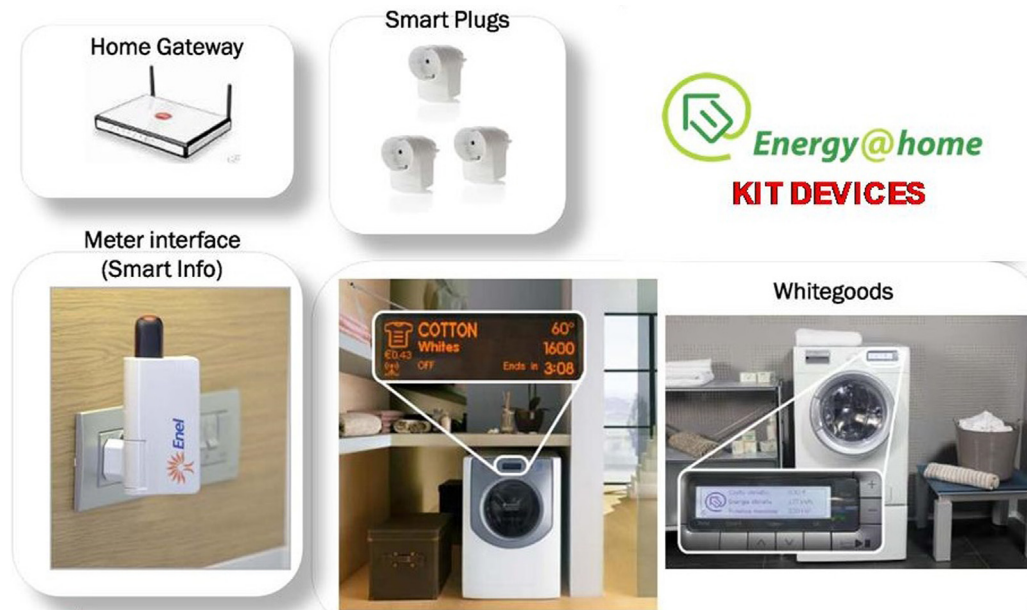 Home Gateway
Smart Plugs
Energy@home
KIT DEVICES
Meter interface
(Smart Info)
Enel
Whitegoods
COTTON 60°
Whites 1600
€0.43
OFF Ends in 3:08